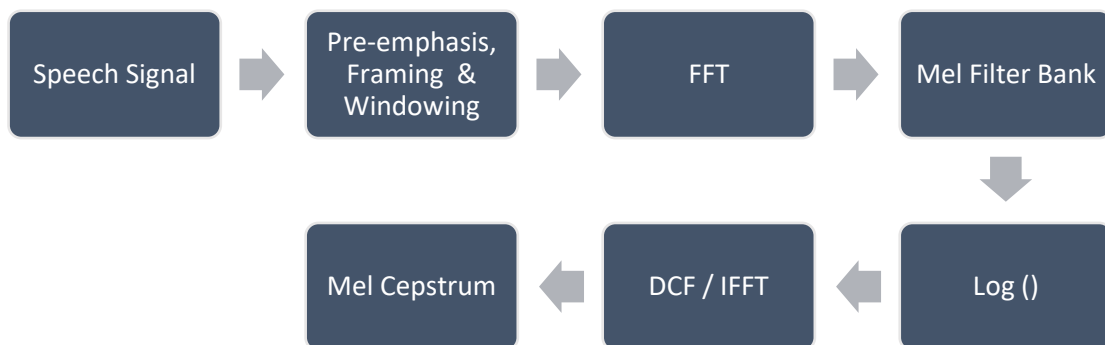 Speech Signal
Pre-emphasis,
Framing &
Windowing
FFT
Mel Filter Bank
Log ()
DCF / IFFT
Mel Cepstrum